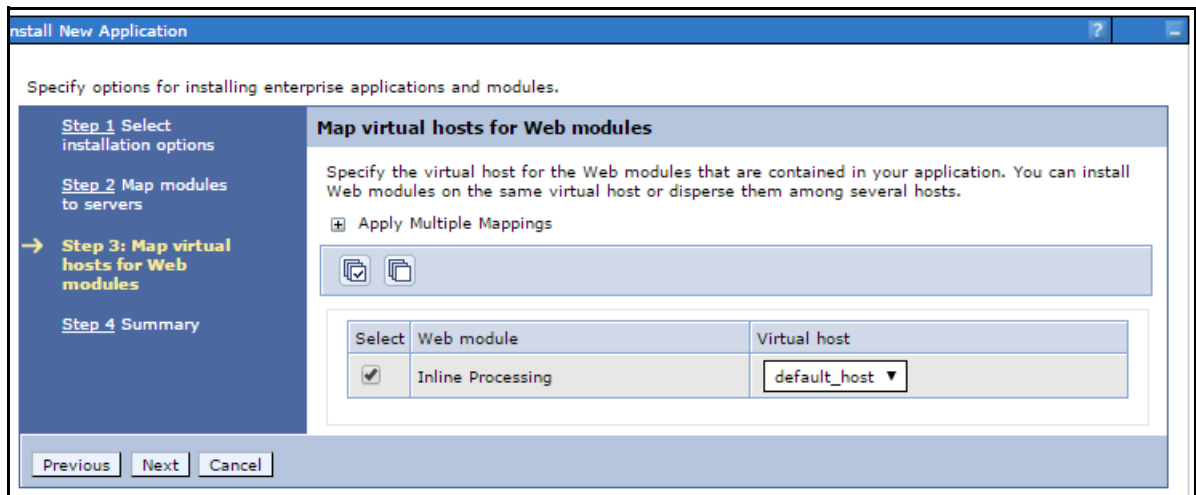 nstall New Application
?
Specify options for installing enterprise applications and modules.
Step 1 Select
installation options
Step 2 Map modules
to servers
Step 3: Map virtual
hosts for Web
modules
Step 4 Summary
Map virtual hosts for Web modules
Specify the virtual host for the Web modules that are contained in your application. You can install
Web modules on the same virtual host or disperse them among several hosts.
Apply Multiple Mappings
Select Web module Virtual host
Inline Processing default_host
Previous Next Cancel